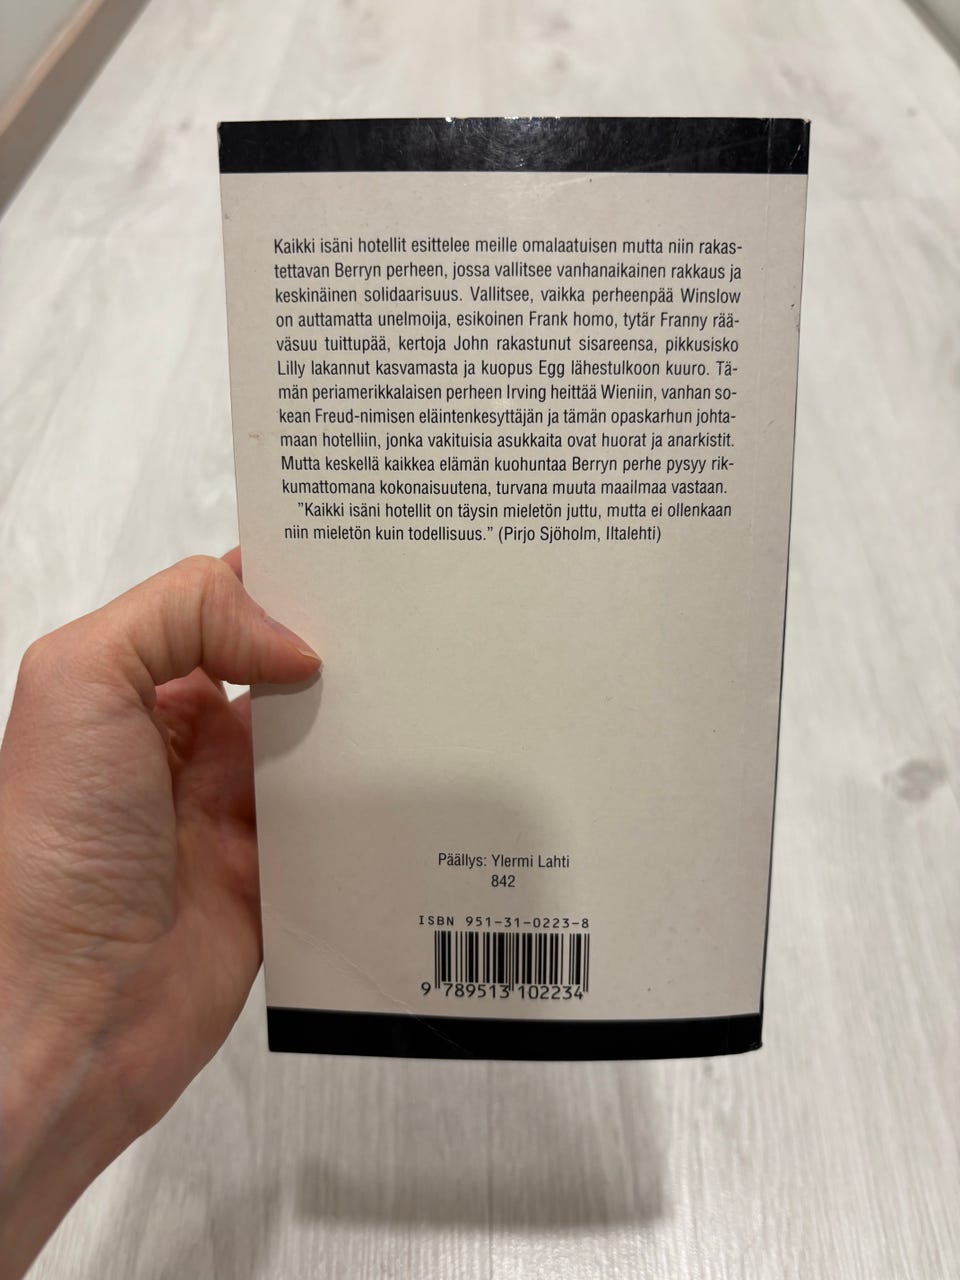 Kaikki isäni hotellit esittelee meille omalaatuisen mutta niin rakas-
tettavan Berryn perheen, jossa vallitsee vanhanaikainen rakkaus ja
keskinäinen solidaarisuus. Vallitsee, vaikka perheenpää Winslow
on auttamatta unelmoija, esikoinen Frank homo, tytär Franny rää-
väsuu tuittupää, kertoja John rakastunut sisareensa, pikkusisko
Lilly lakannut kasvamasta ja kuopus Egg lähestulkoon kuuro. Tä-
män periamerikkalaisen perheen Irving heittää Wieniin, vanhan so-
kean Freud-nimisen eläintenkesyttäjän ja tämän opaskarhun johta-
maan hotelliin, jonka vakituisia asukkaita ovat huorat ja anarkistit.
Mutta keskellä kaikkea elämän kuohuntaa Berryn perhe pysyy rik-
kumattomana kokonaisuutena, turvana muuta maailmaa vastaan.
"Kaikki isäni hotellit on täysin mieletön juttu, mutta ei ollenkaan
niin mieletön kuin todellisuus." (Pirjo Sjöholm, Iltalehti)
Päällys: Ylermi Lahti
842
ISBN 951-31-0223-8
9 789513 102234